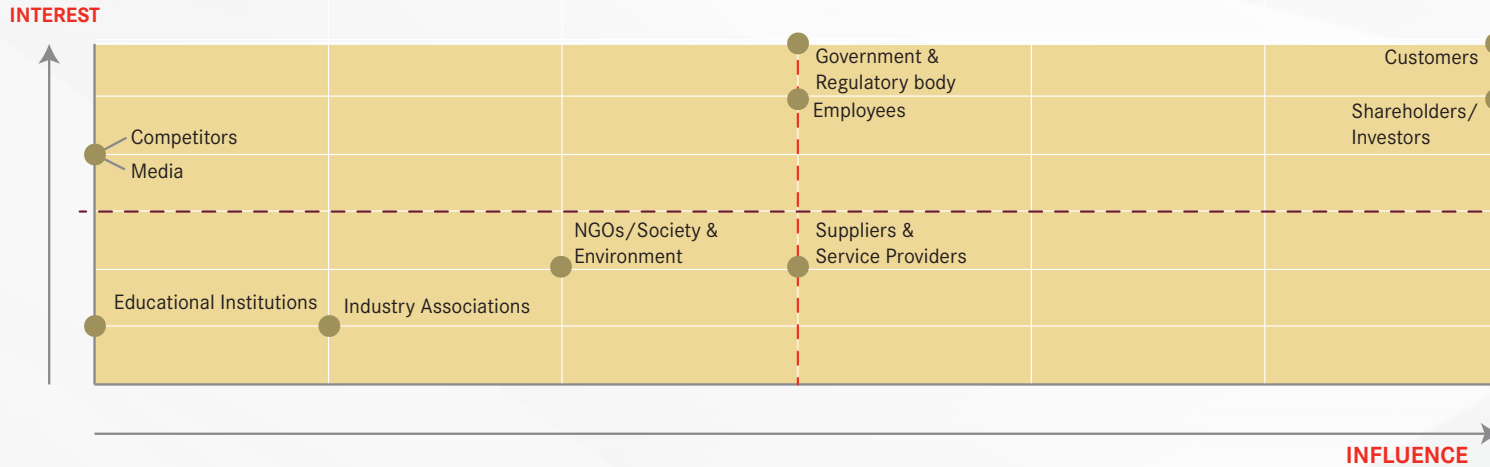 INTEREST
Government &
Regulatory body
Customers
Employees
Shareholders/
Investors
Competitors
Media
NGOs/Society &
Environment
Suppliers &
Service Providers
Educational Institutions
Industry Associations
INFLUENCE